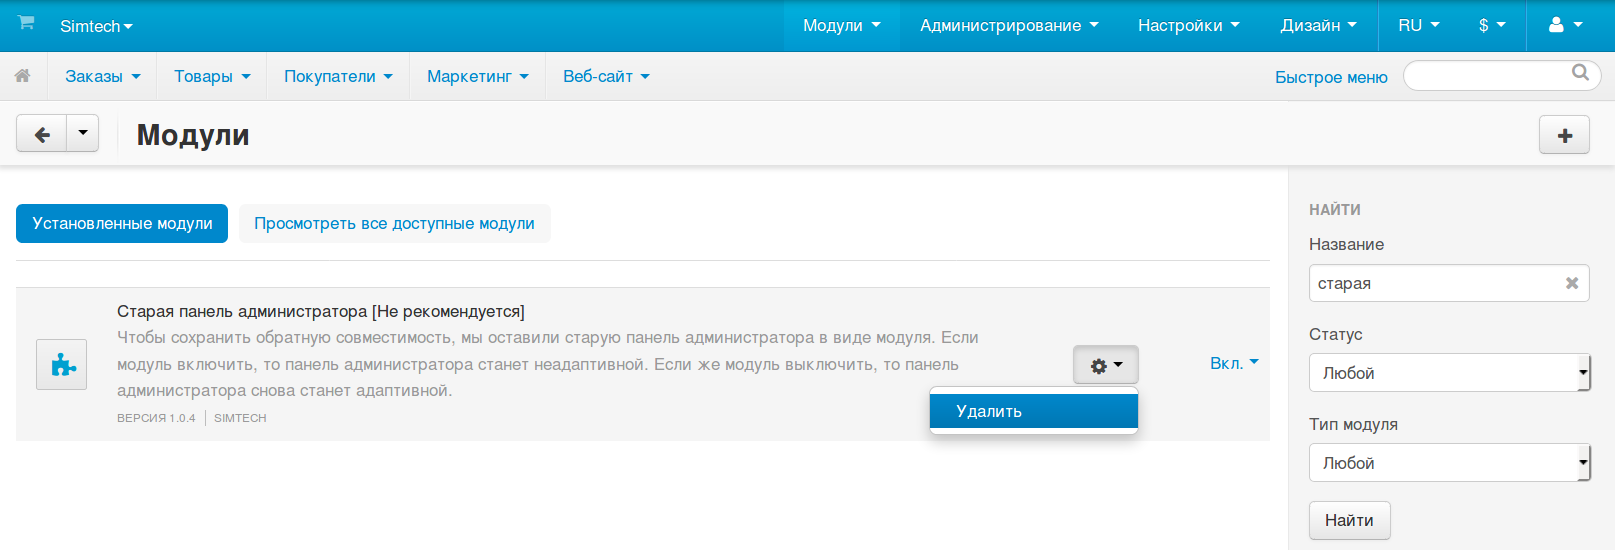 Simtech
Модули
Администрирование
Настройки
Дизайн
RU
$
Заказы
Товары
Покупатели
Маркетинг
Веб-сайт
Быстрое меню
Модули
Установленные модули
Просмотреть все доступные модули
Старая панель администратора [Не рекомендуется]
Чтобы сохранить обратную совместимость, мы оставили старую панель администратора в виде модуля. Если
модуль включить, то панель администратора станет неадаптивной. Если же модуль выключить, то панель
администратора снова станет адаптивной.
ВЕРСИЯ 1.0.4
SIMTECH
Вкл.
Удалить
НАЙТИ
Название
старая
Статус
Любой
Тип модуля
Любой
Найти